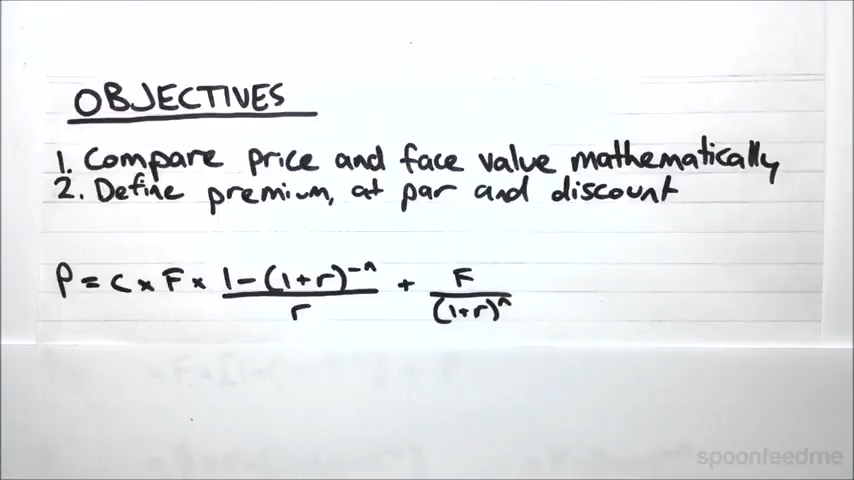 OBJECTIVES
1. Compare price and face value mathematically
2. Define premium, at par and discount
P = C × F × (1-(1+r)^-n)/r + F/(1+r)^n
spoonfeedme